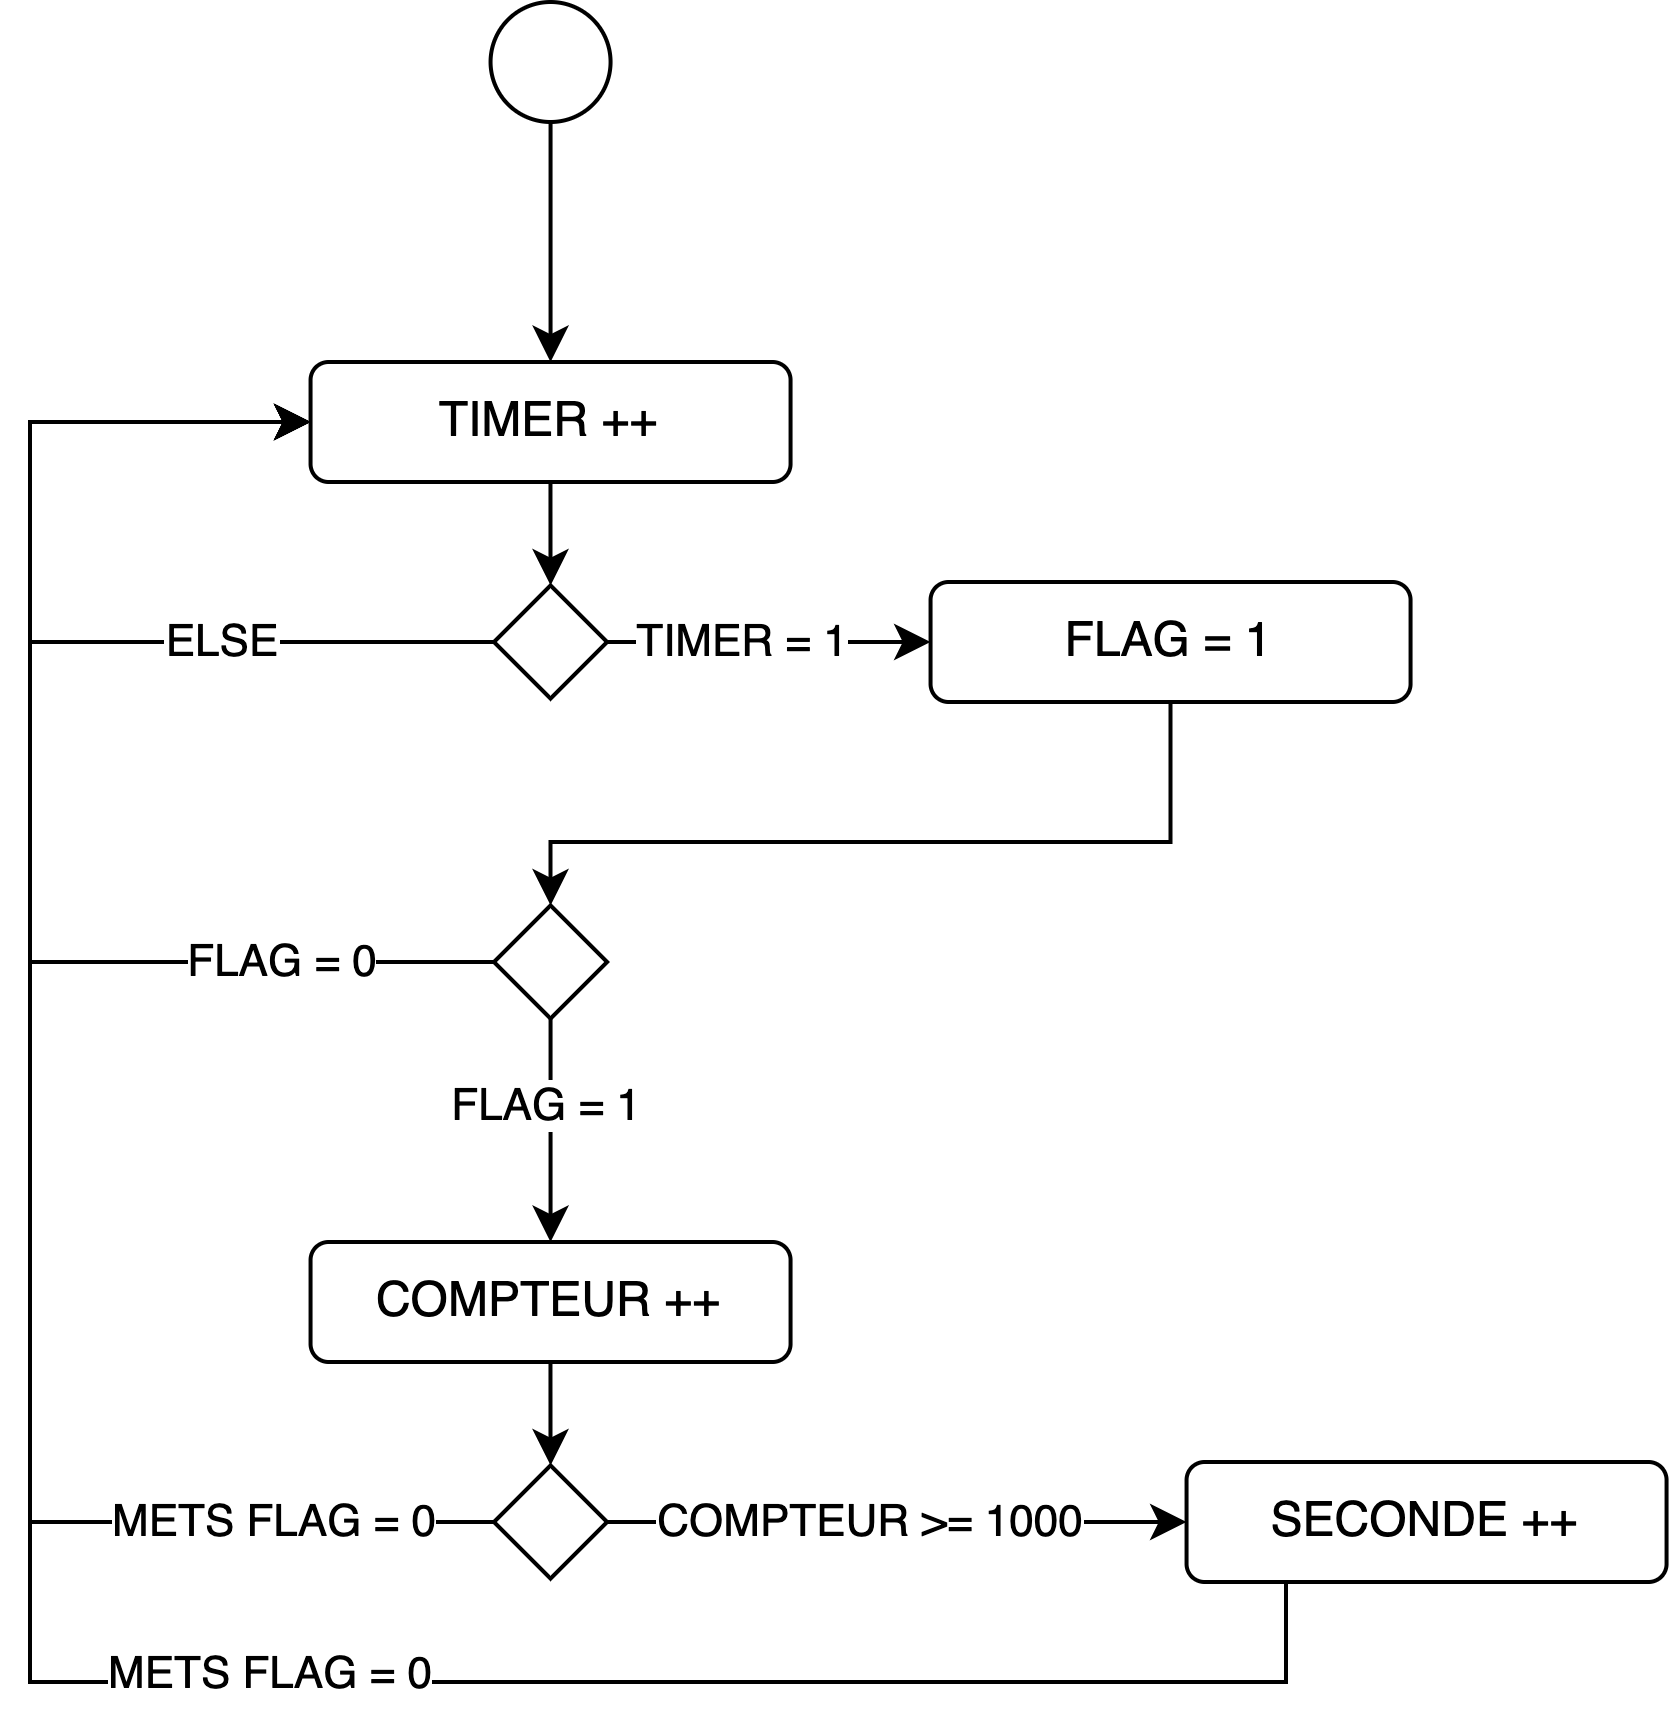 TIMER ++
ELSE
TIMER = 1
FLAG = 1
FLAG = 0
FLAG = 1
COMPTEUR ++
METS FLAG = 0
COMPTEUR >= 1000
SECONDE ++
METS FLAG = 0